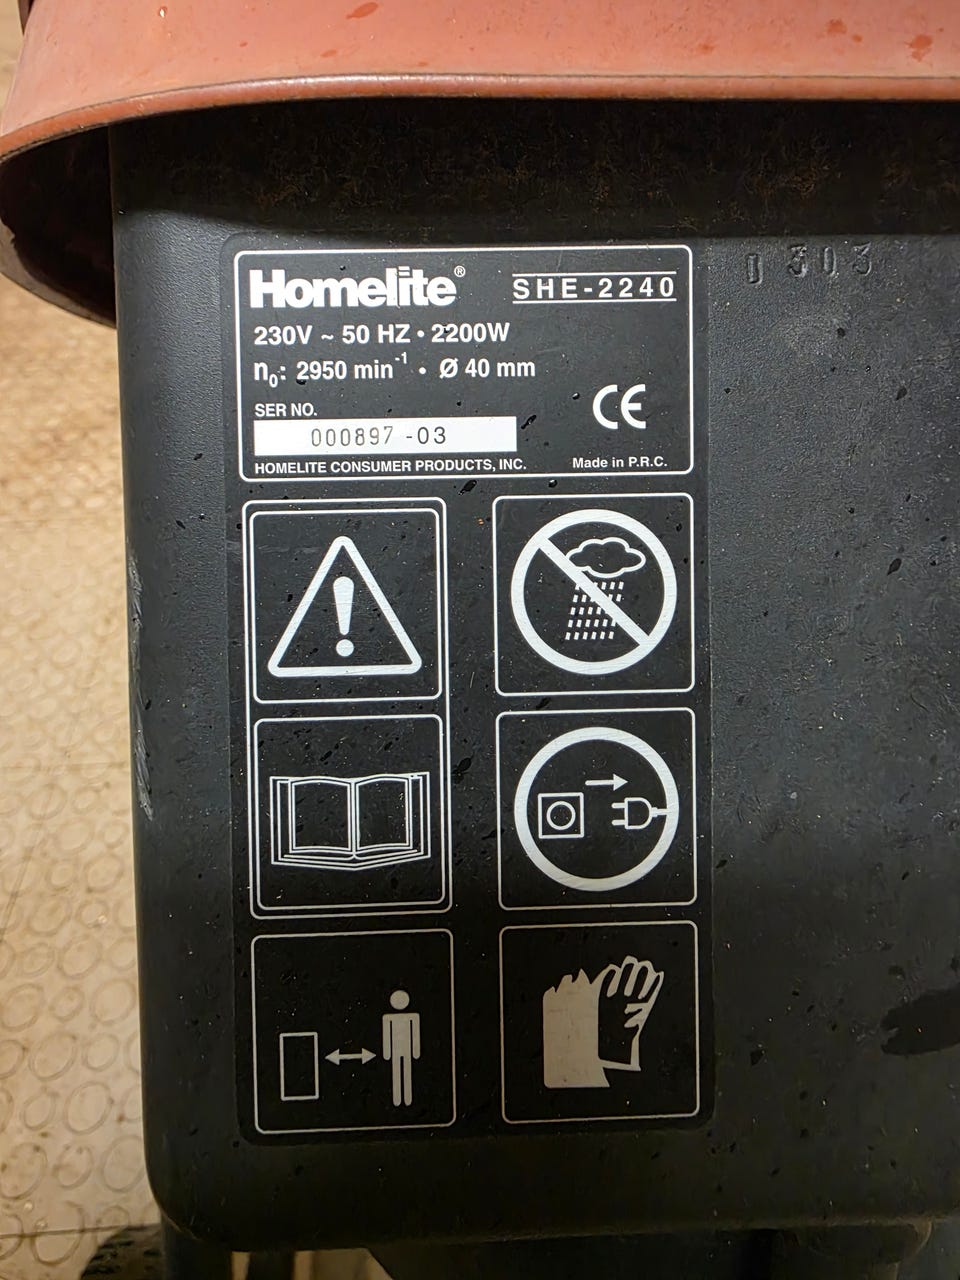 Homelite® SHE-2240
230V ~ 50 HZ • 2200W
n₀: 2950 min⁻¹ • Ø 40 mm
SER NO.
000897 -03
CE
HOMELITE CONSUMER PRODUCTS, INC. Made in P.R.C.